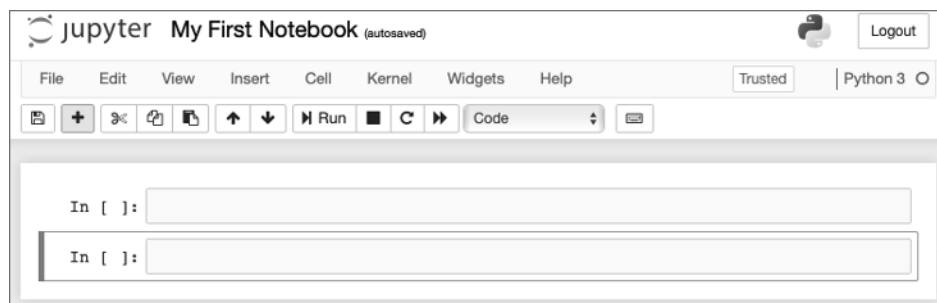 jupyter My First Notebook (autosaved) Logout
File Edit View Insert Cell Kernel Widgets Help Trusted Python 3
Run Code
In [ ]:
In [ ]: